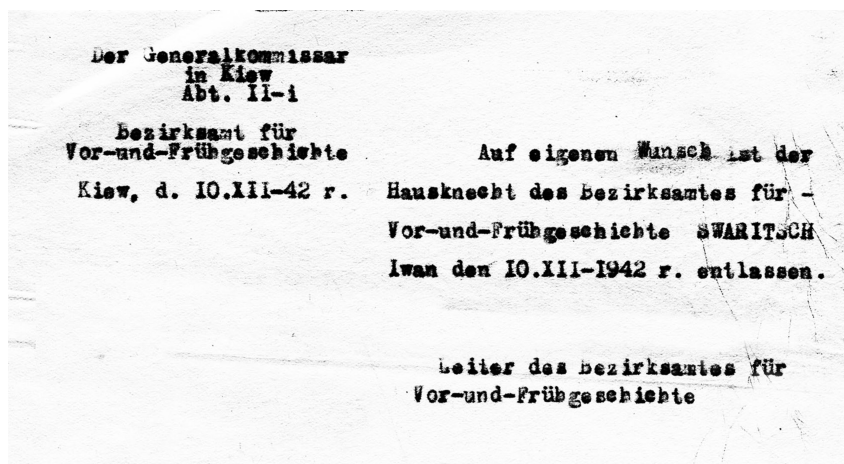 Der Generalkommissar
in Kiew
Abt. II-i
Bezirksamt für
Vor-und-Frühgeschichte
Kiew, d. 10.XII-42 r.
Auf eigenen Wunsch ist der
Hausknecht des Bezirksamtes für -
Vor-und-Frühgeschichte SWARITSCH
Iwan den 10.XII-1942 r. entlassen.
Leiter des Bezirksamtes für
Vor-und-Frühgeschichte